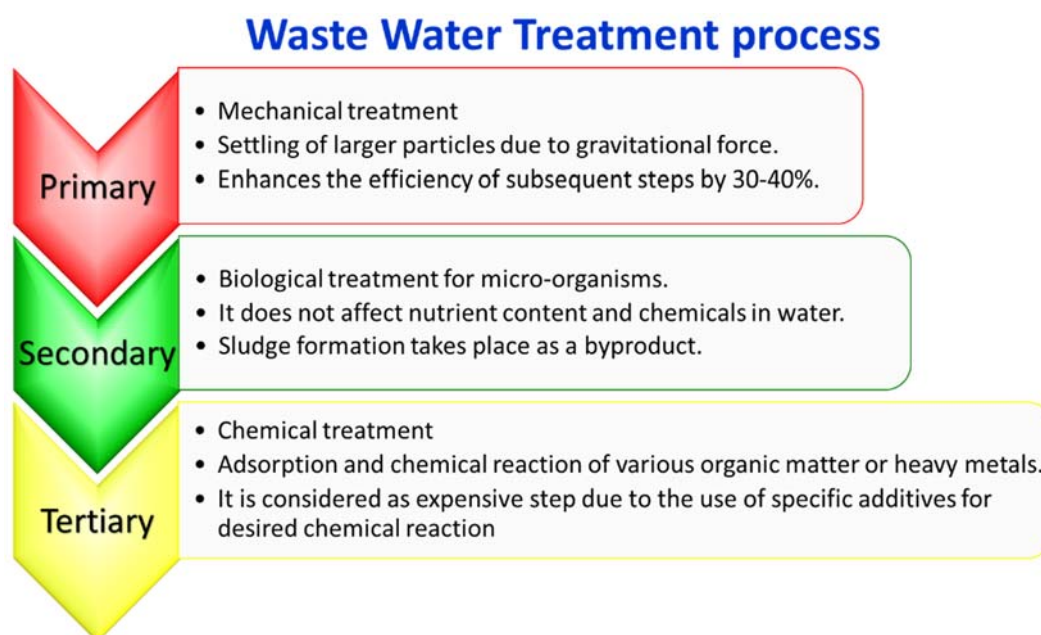 Waste Water Treatment process
Primary
• Mechanical treatment
• Settling of larger particles due to gravitational force.
• Enhances the efficiency of subsequent steps by 30-40%.
Secondary
• Biological treatment for micro-organisms.
• It does not affect nutrient content and chemicals in water.
• Sludge formation takes place as a byproduct.
Tertiary
• Chemical treatment
• Adsorption and chemical reaction of various organic matter or heavy metals.
• It is considered as expensive step due to the use of specific additives for
desired chemical reaction